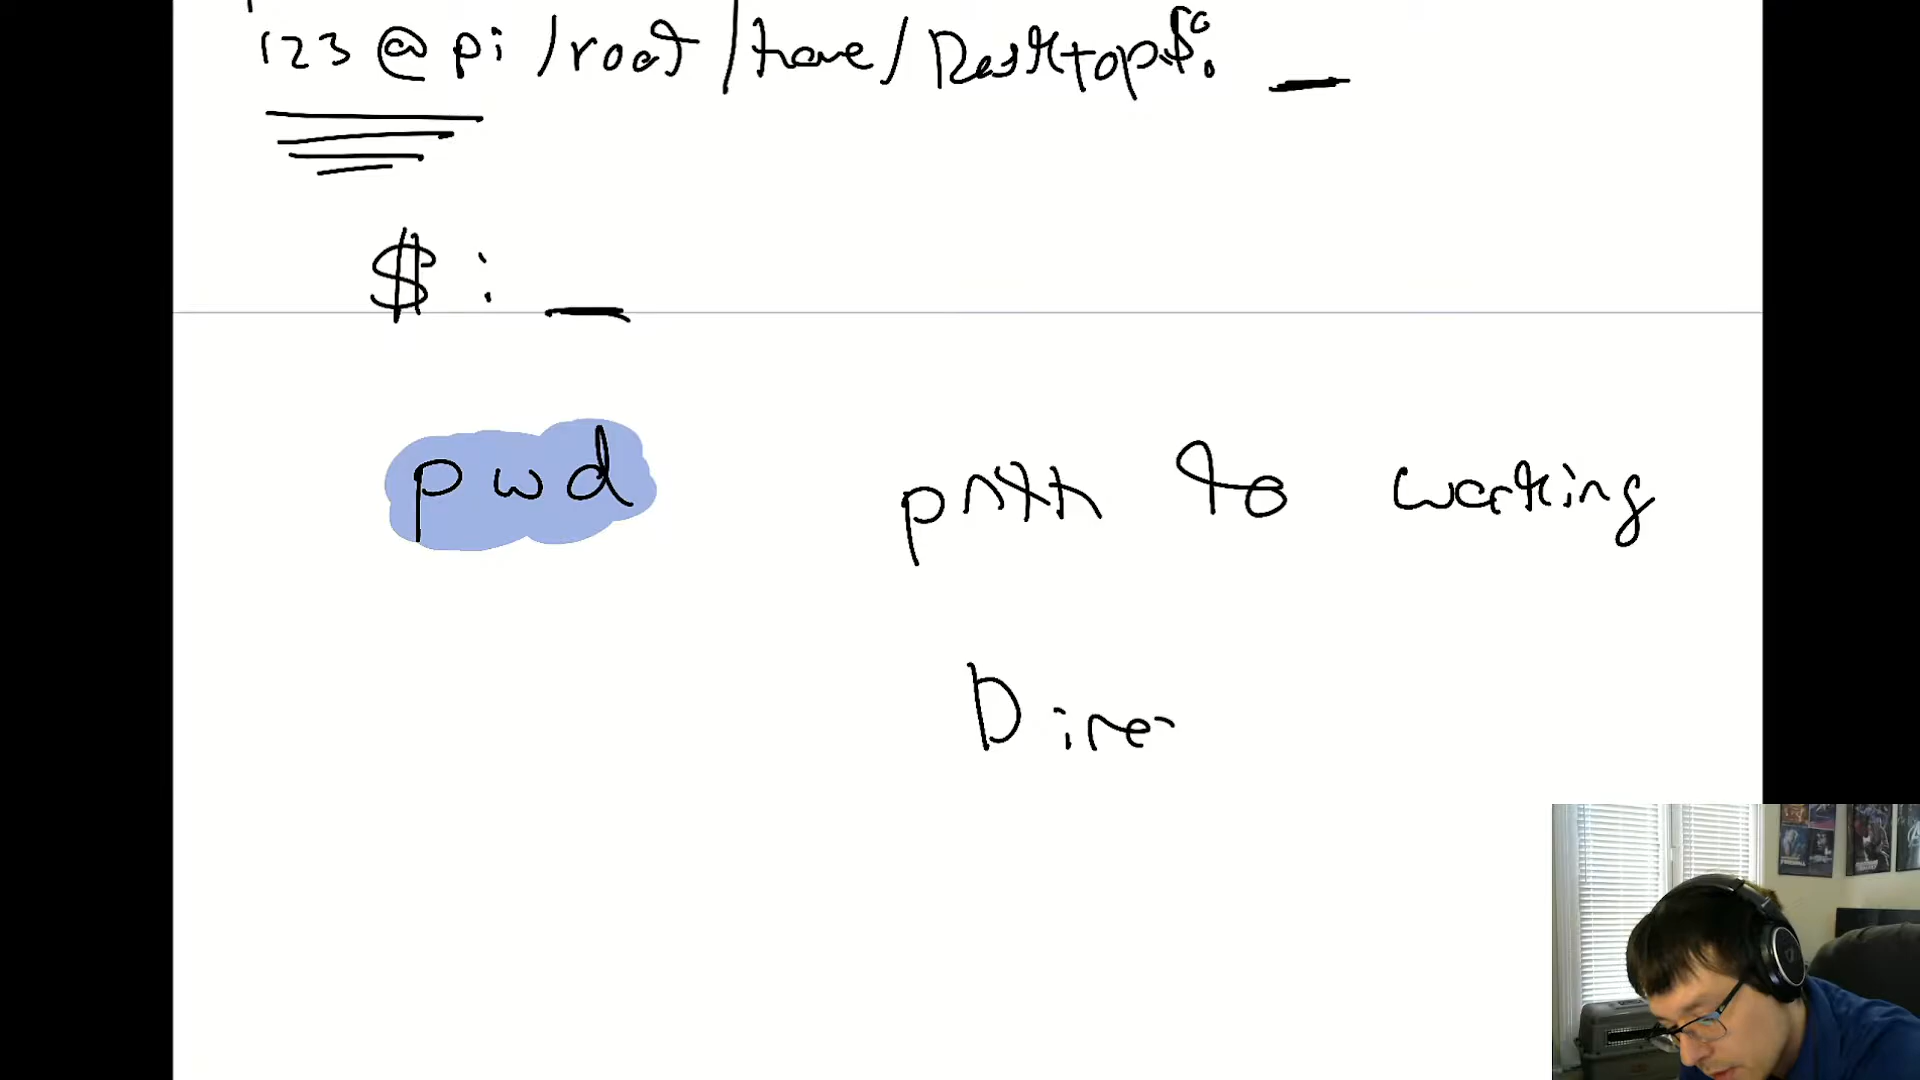 123@pi/root/home/Desktop$: _
$: _
pwd path to working
Dire